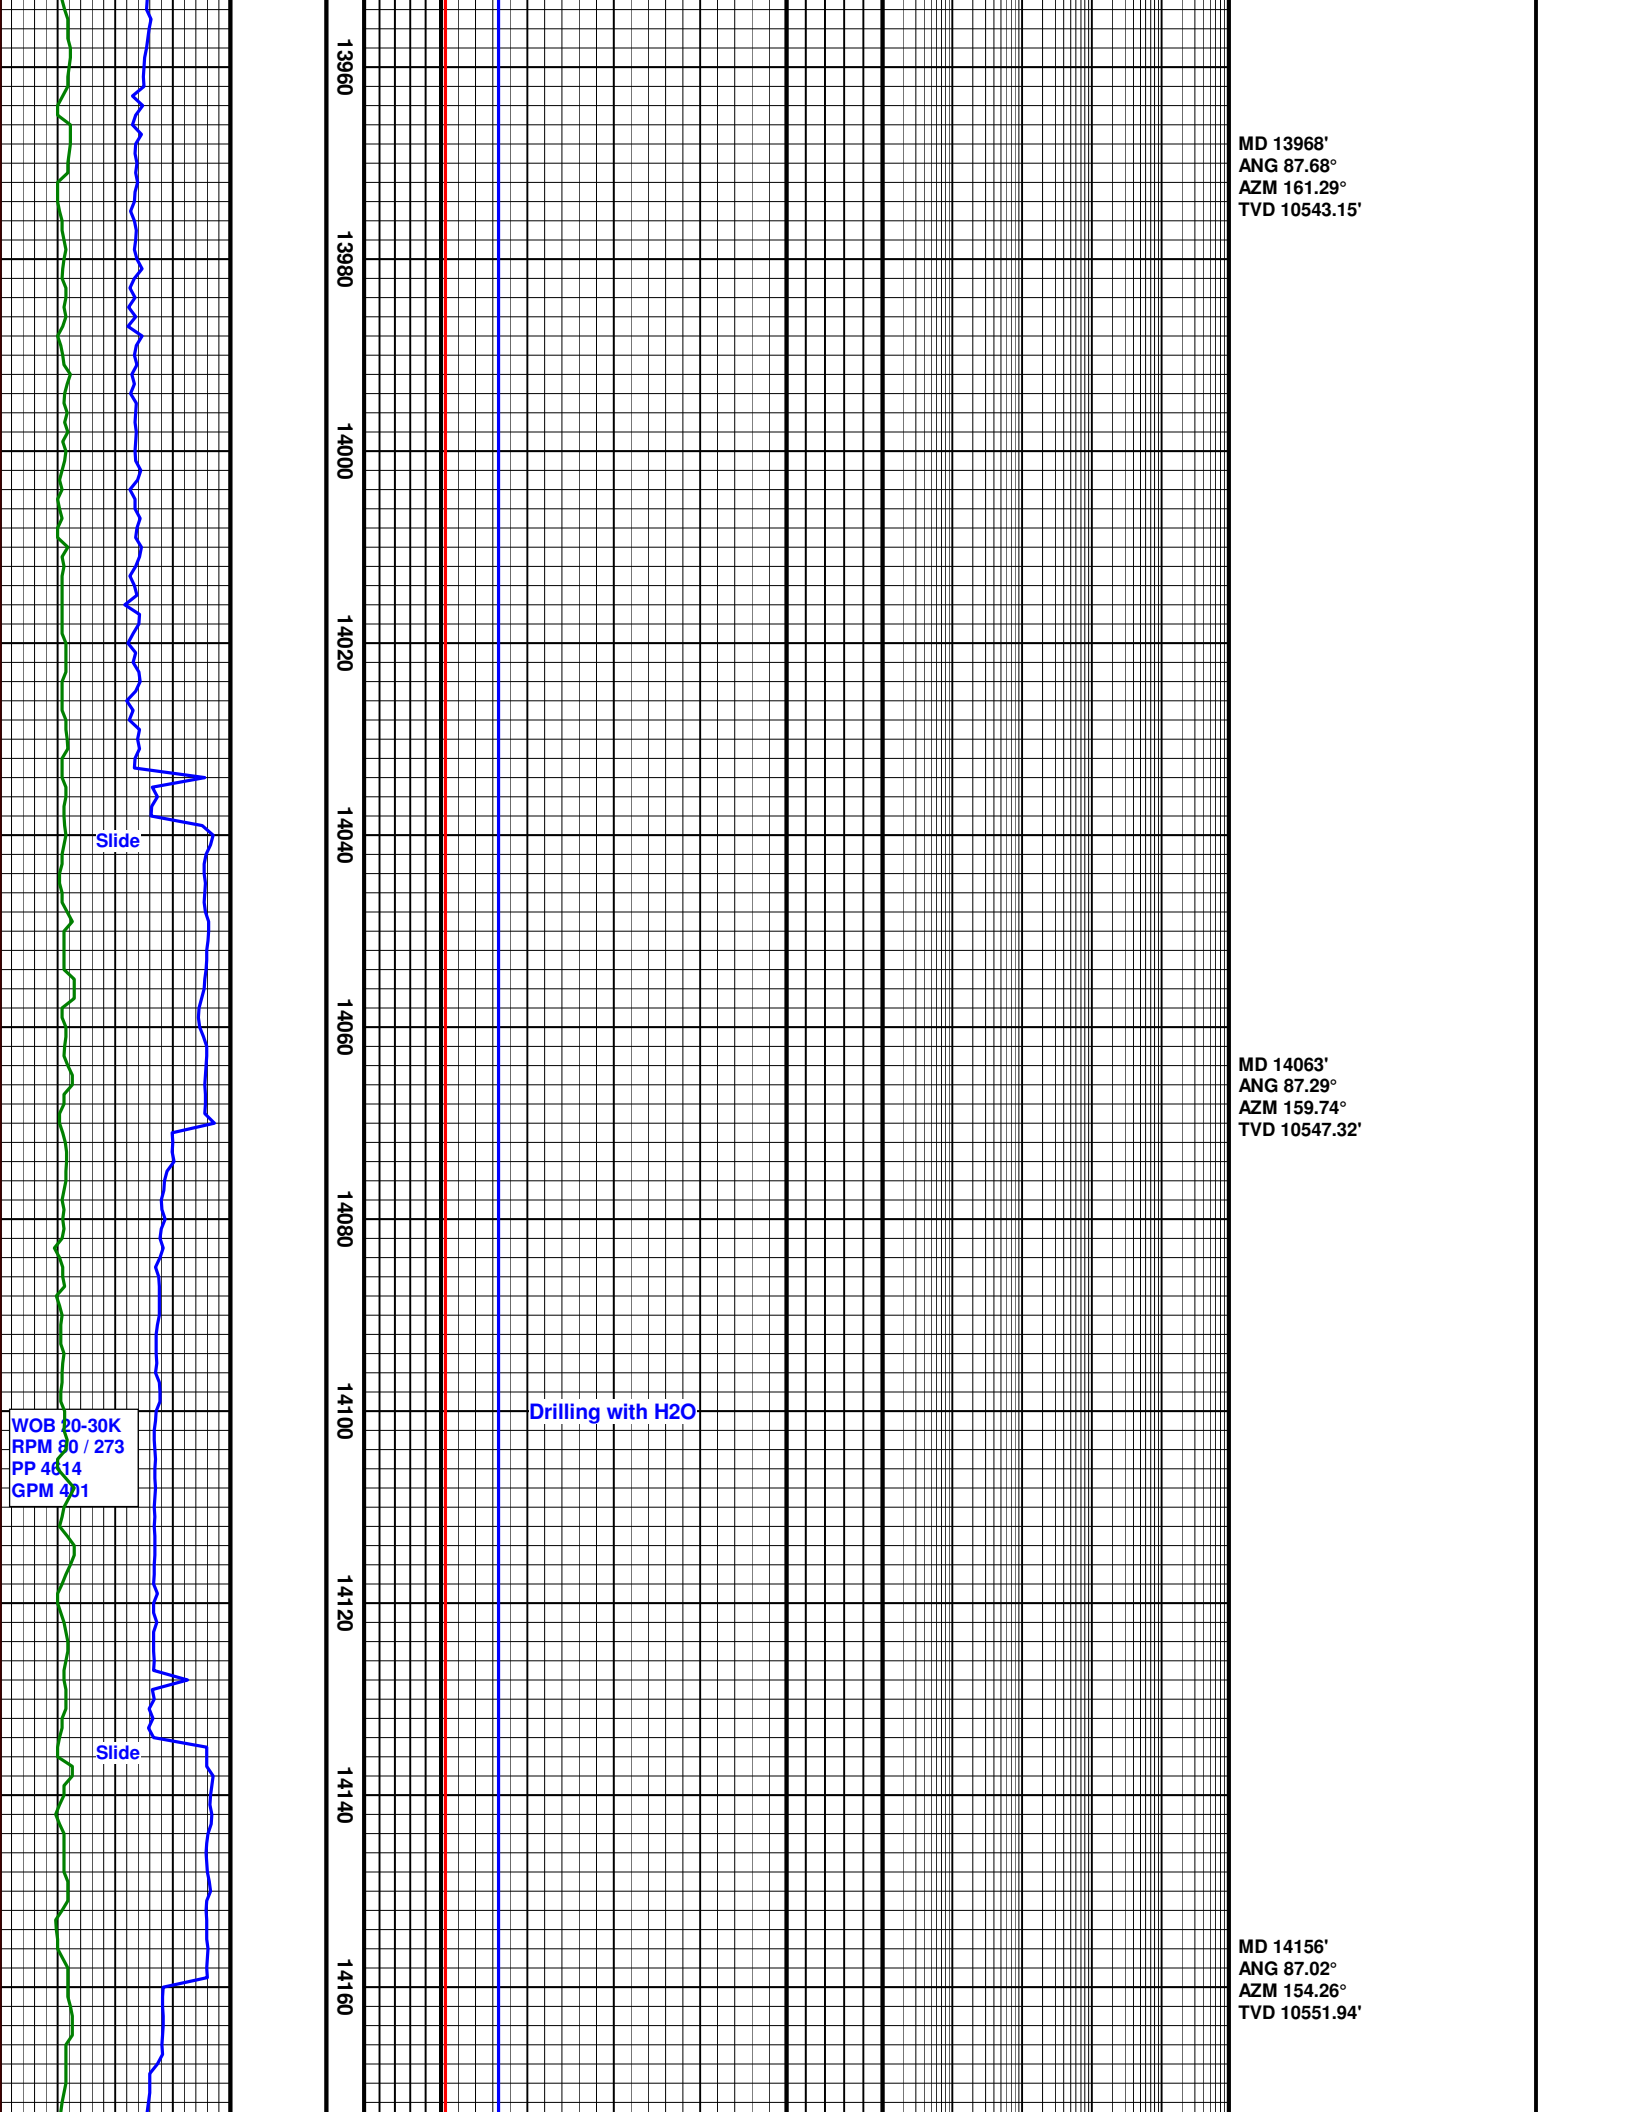 13960
MD 13968'
ANG 87.68°
AZM 161.29°
TVD 10543.15'
13980
14000
14020
14040
Slide
14060
MD 14063'
ANG 87.29°
AZM 159.74°
TVD 10547.32'
14080
14100
Drilling with H2O
WOB 20-30K
RPM 80 / 273
PP 4614
GPM 401
14120
Slide
14140
MD 14156'
ANG 87.02°
AZM 154.26°
TVD 10551.94'
14160